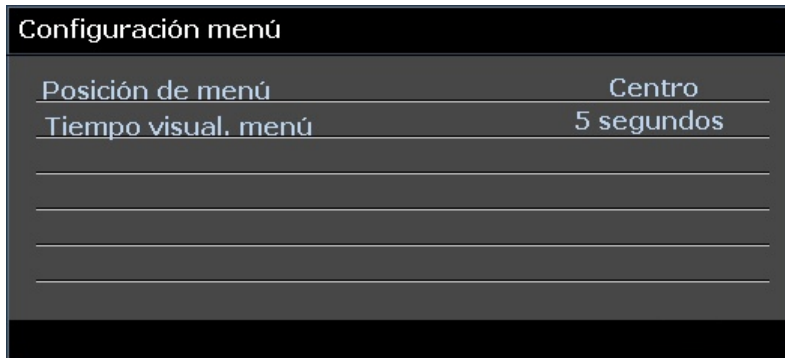 Configuración menú
Posición de menú Centro
Tiempo visual. menú 5 segundos